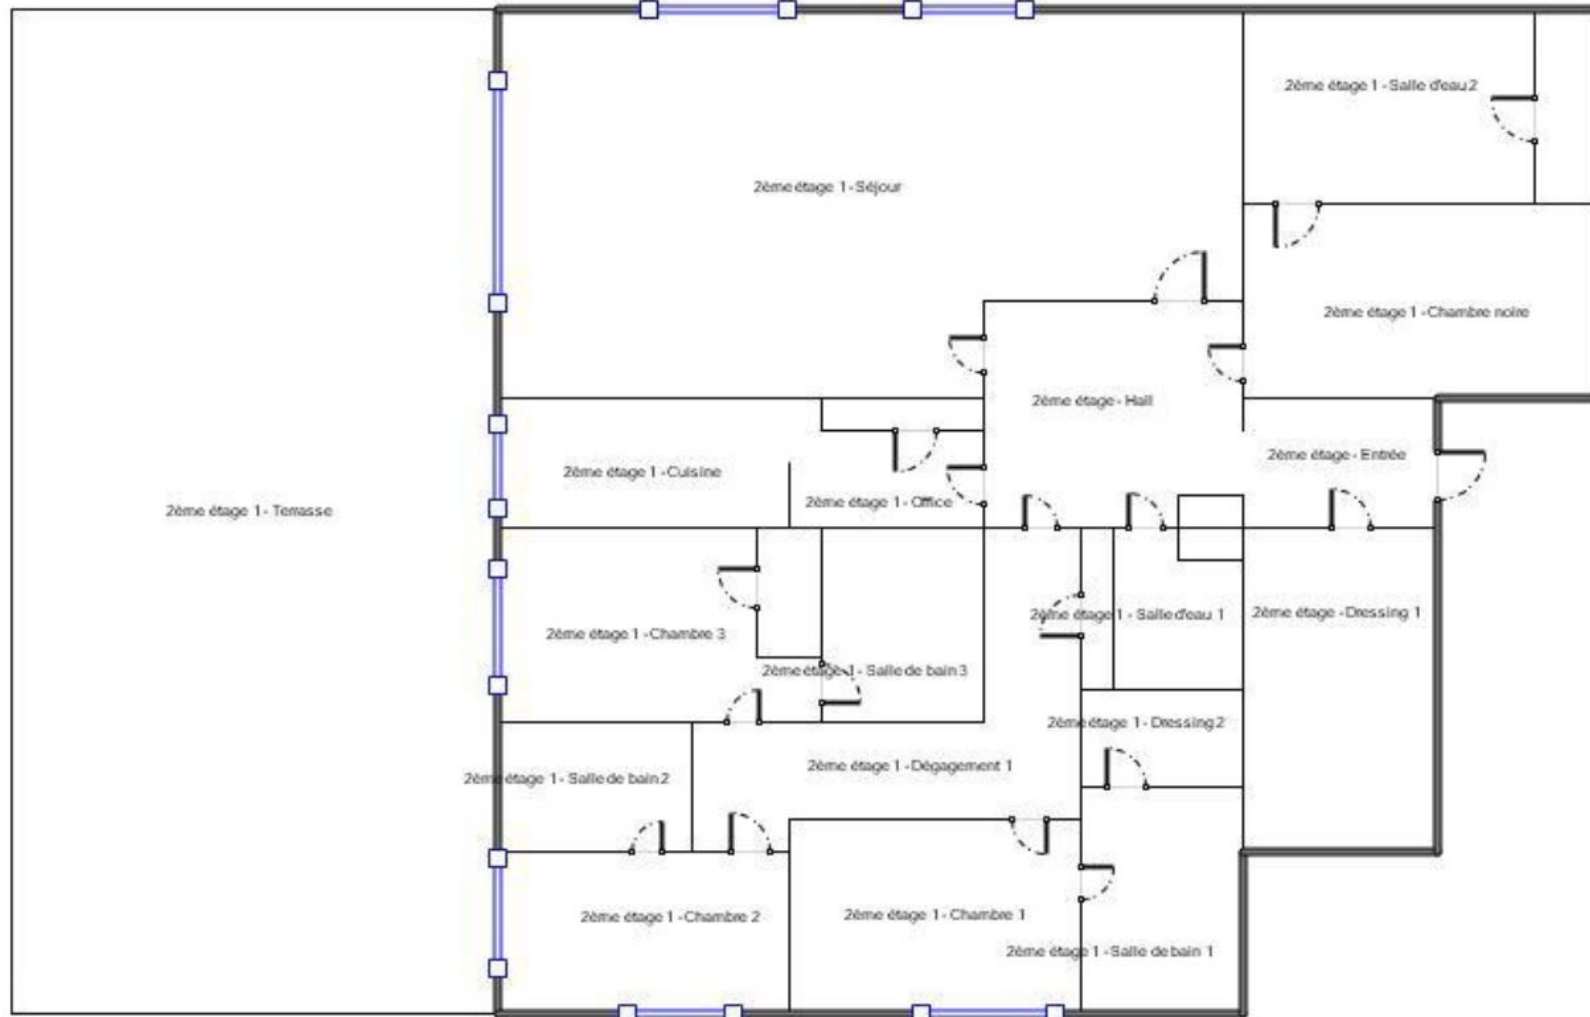 2ème étage 1 - Salle d'eau 2
2ème étage 1 - Séjour
2ème étage 1 - Chambre noire
2ème étage - Hall
2ème étage - Entrée
2ème étage 1 - Cuisine
2ème étage 1 - Office
2ème étage 1 - Terrasse
2ème étage 1 - Salle d'eau 1
2ème étage - Dressing 1
2ème étage 1 - Chambre 3
2ème étage 1 - Salle de bain 3
2ème étage 1 - Dressing 2
2ème étage 1 - Dégagement 1
2ème étage 1 - Salle de bain 2
2ème étage 1 - Chambre 2
2ème étage 1 - Chambre 1
2ème étage 1 - Salle de bain 1